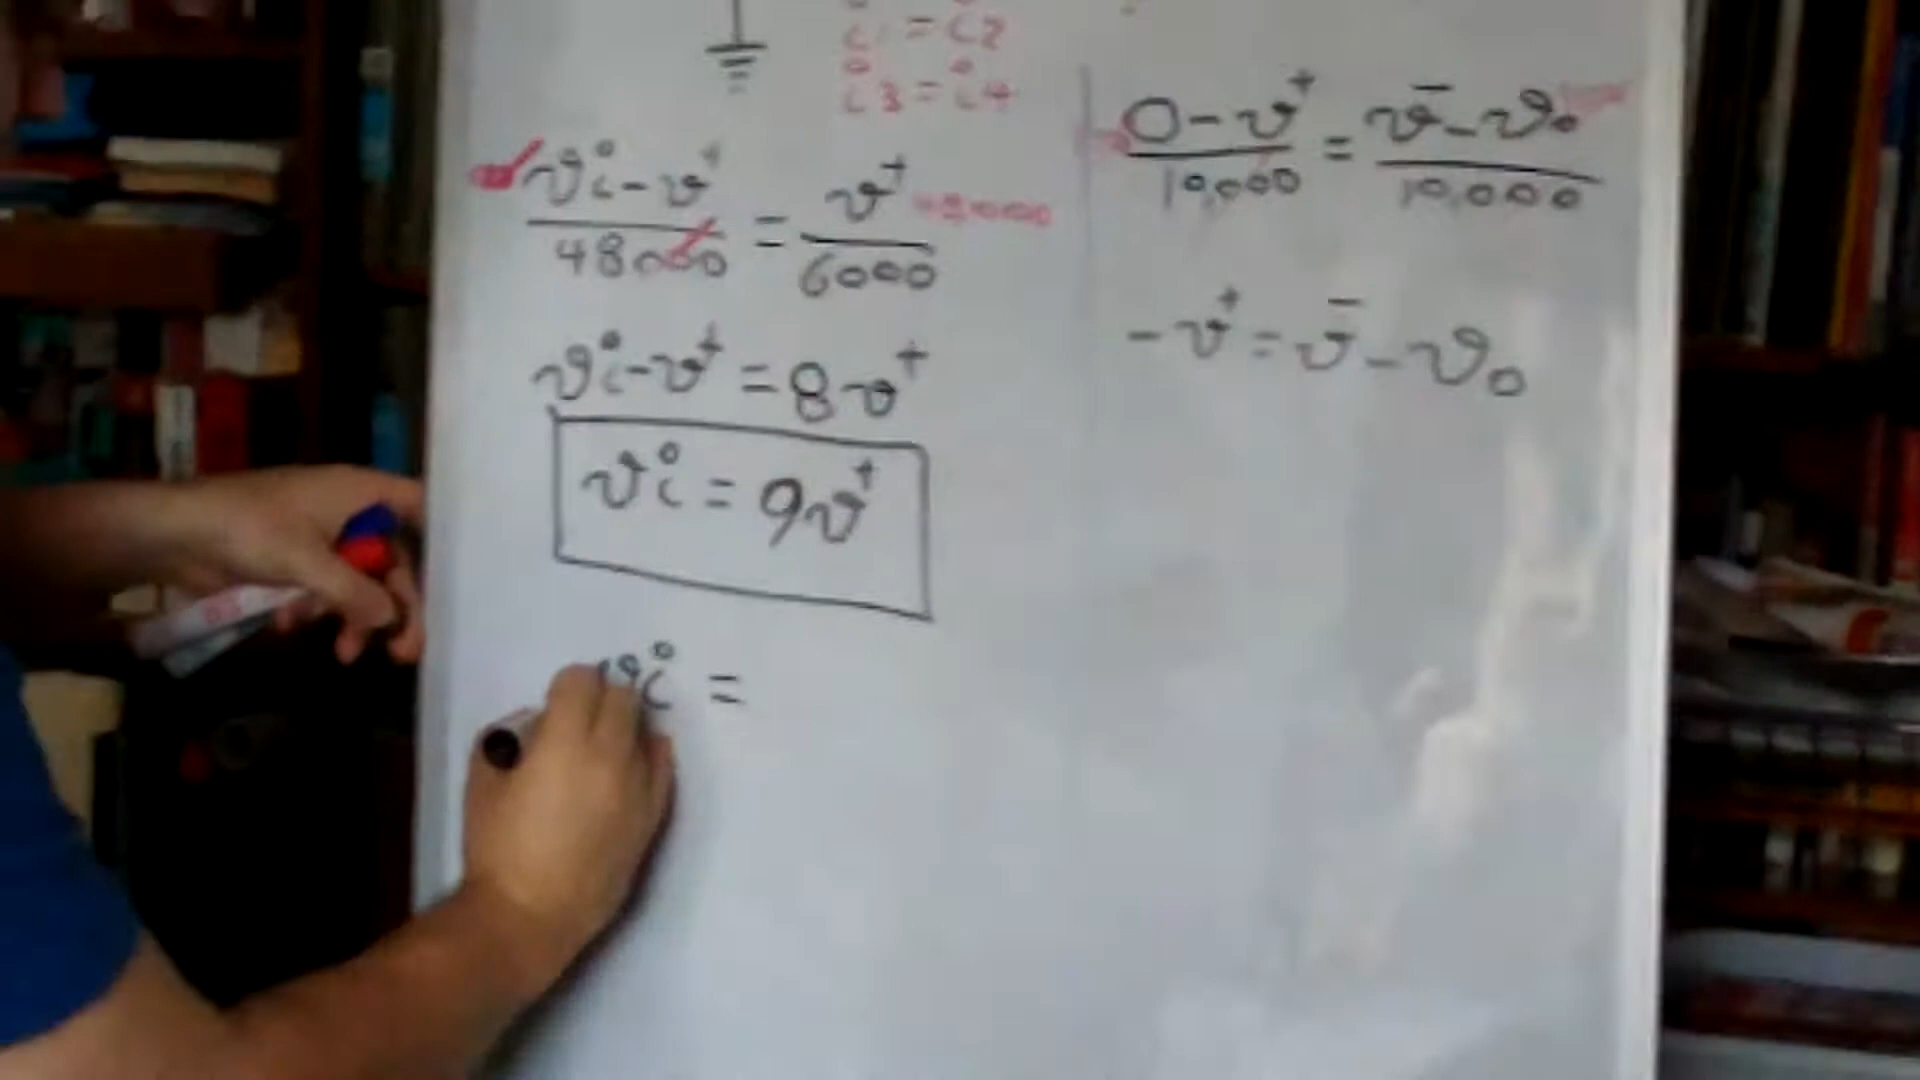 i1 = i2
i3 = i4
vi - v⁺ / 48000 = v⁺ / 6000 48000
vi - v⁺ = 8v⁺
vi = 9v⁺
vi =
0 - v⁺ / 10,000 = v⁻ - vo / 10,000
-v⁺ = v⁻ - vo